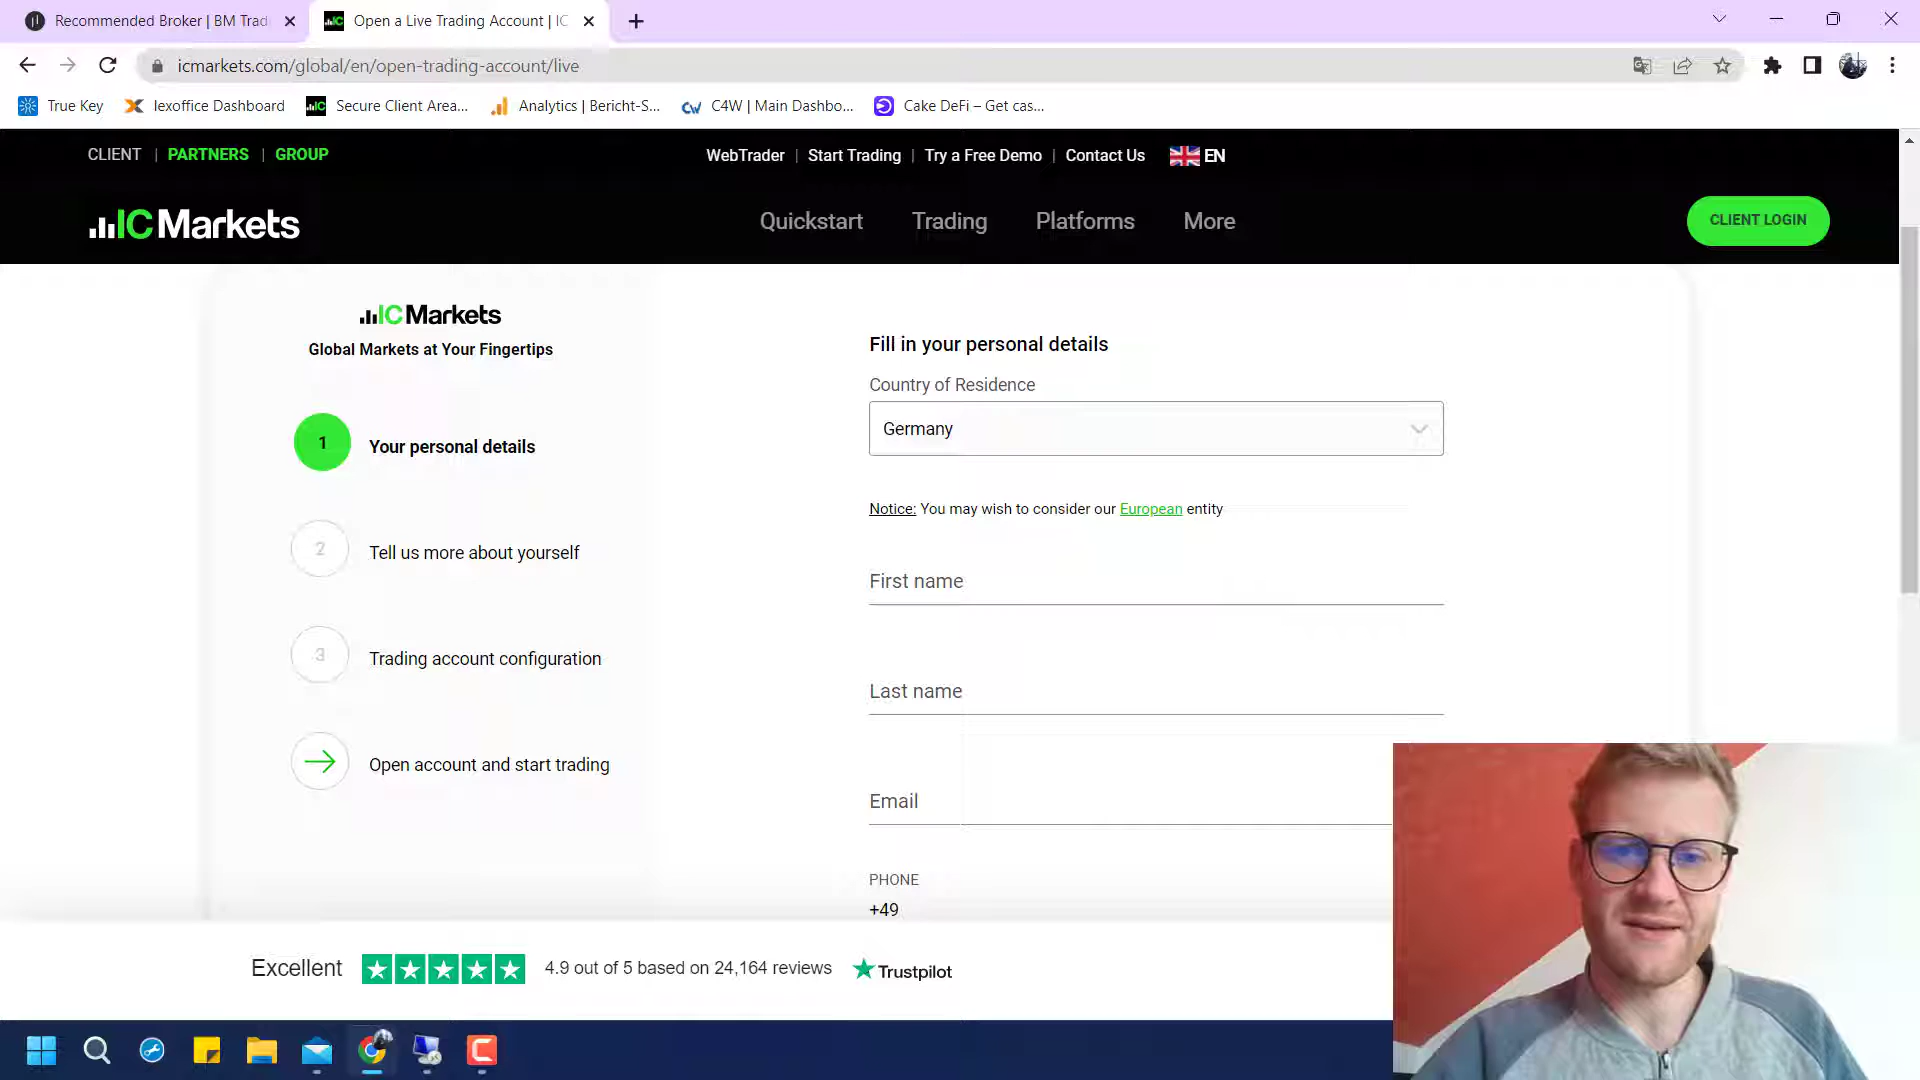 Recommended Broker | BM Trad
Open a Live Trading Account | IC
icmarkets.com/global/en/open-trading-account/live
True Key
lexoffice Dashboard
Secure Client Area...
Analytics | Bericht-S...
C4W | Main Dashbo...
Cake DeFi – Get cas...
CLIENT | PARTNERS | GROUP
WebTrader | Start Trading | Try a Free Demo | Contact Us EN
IC Markets
Quickstart Trading Platforms More
CLIENT LOGIN
IC Markets
Global Markets at Your Fingertips
1 Your personal details
2 Tell us more about yourself
3 Trading account configuration
Open account and start trading
Fill in your personal details
Country of Residence
Germany
Notice: You may wish to consider our European entity
First name
Last name
Email
PHONE
+49
Excellent 4.9 out of 5 based on 24,164 reviews Trustpilot